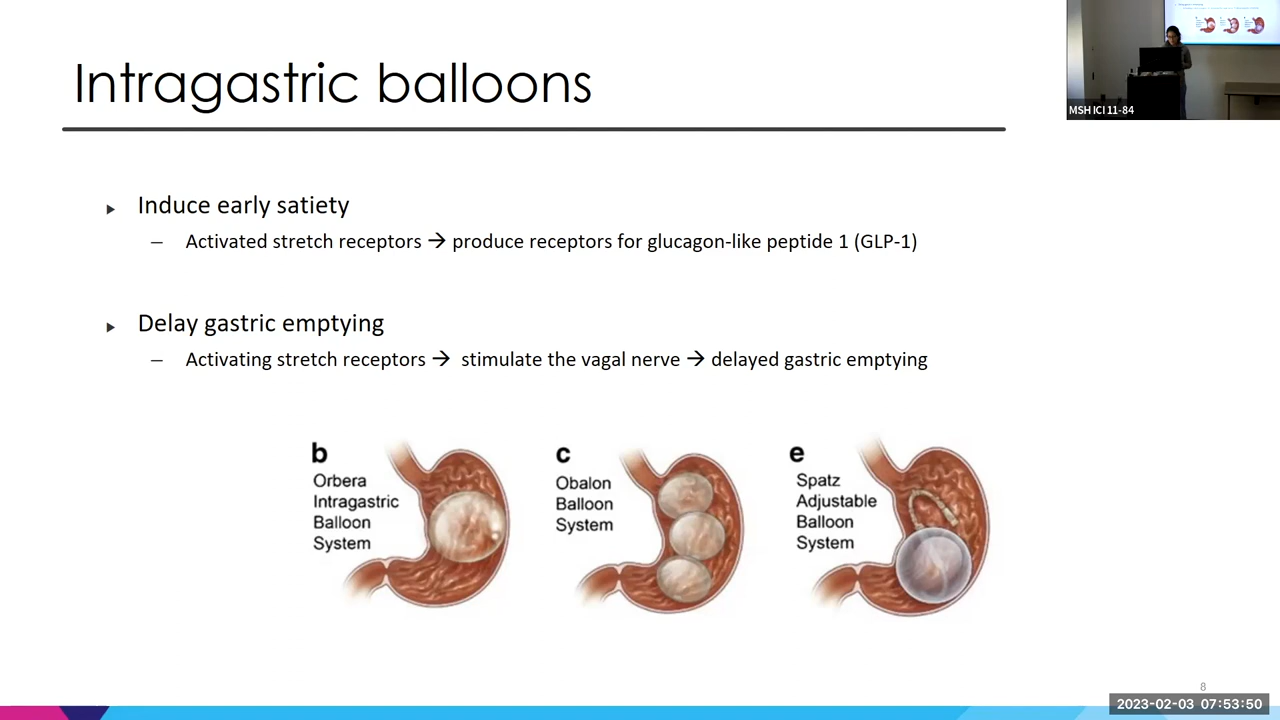 Intragastric balloons
MSH ICI 11-84
▸ Induce early satiety
– Activated stretch receptors → produce receptors for glucagon-like peptide 1 (GLP-1)
▸ Delay gastric emptying
– Activating stretch receptors → stimulate the vagal nerve → delayed gastric emptying
b
Orbera
Intragastric
Balloon
System
c
Obalon
Balloon
System
e
Spatz
Adjustable
Balloon
System
8
2023-02-03 07:53:50